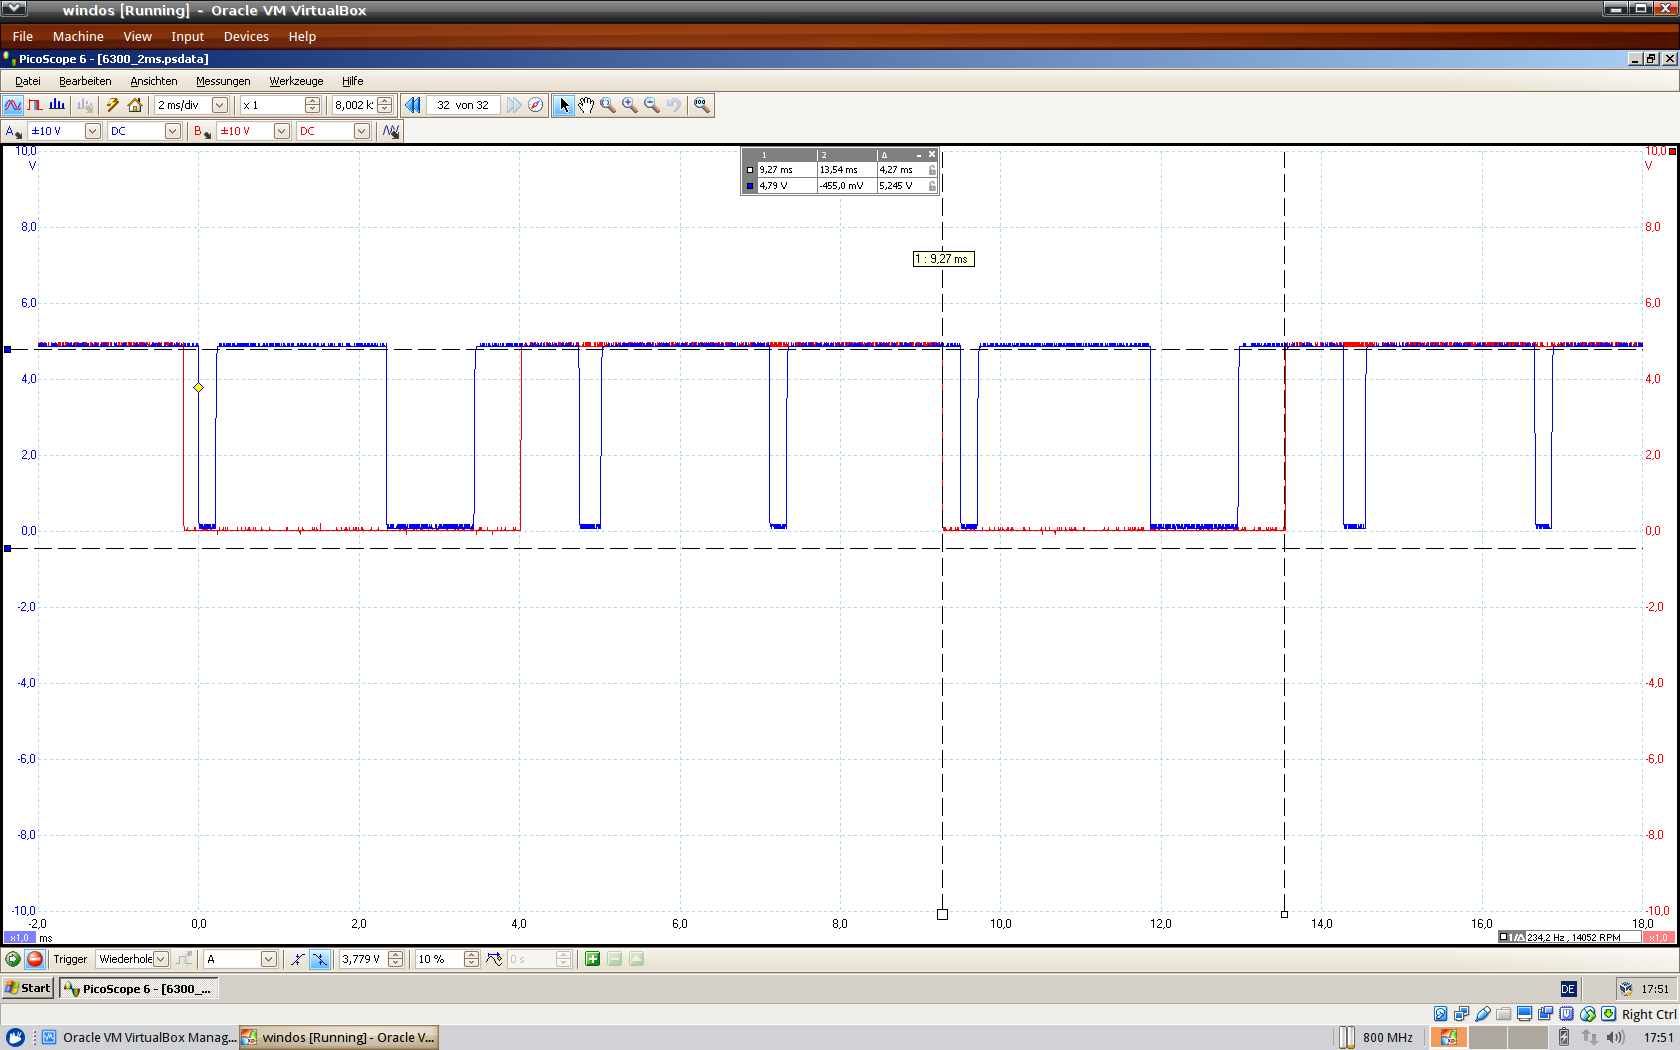 windos [Running] - Oracle VM VirtualBox
File Machine View Input Devices Help
PicoScope 6 - [6300_2ms.psdata]
Datei Bearbeiten Ansichten Messungen Werkzeuge Hilfe
2 ms/div x 1 8,002 k 32 von 32
A ±10 V DC B ±10 V DC
10,0 10,0
V V
1 2 Δ
9,27 ms 13,54 ms 4,27 ms
4,79 V -455,0 mV 5,245 V
8,0 8,0
1 : 9,27 ms
6,0 6,0
4,0 4,0
2,0 2,0
0,0 0,0
-2,0 -2,0
-4,0 -4,0
-6,0 -6,0
-8,0 -8,0
-10,0 -10,0
-2,0 0,0 2,0 4,0 6,0 8,0 10,0 12,0 14,0 16,0 18,0
x1,0 ms 1/Δ 234,2 Hz , 14052 RPM x1,0
Trigger Wiederhole A 3,779 V 10 % 0 s
Start PicoScope 6 - [6300_... DE 17:51
Right Ctrl
Oracle VM VirtualBox Manag... windos [Running] - Oracle V... 800 MHz 17:51